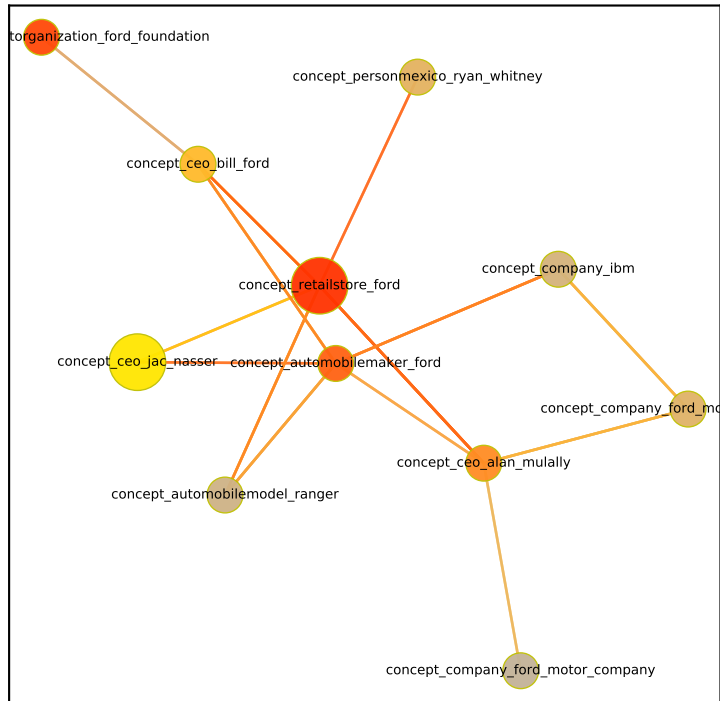 torganization_ford_foundation
concept_personmexico_ryan_whitney
concept_ceo_bill_ford
concept_company_ibm
concept_retailstore_ford
concept_ceo_jac_nasser
concept_automobilemaker_ford
concept_company_ford_mo
concept_ceo_alan_mulally
concept_automobilemodel_ranger
concept_company_ford_motor_company